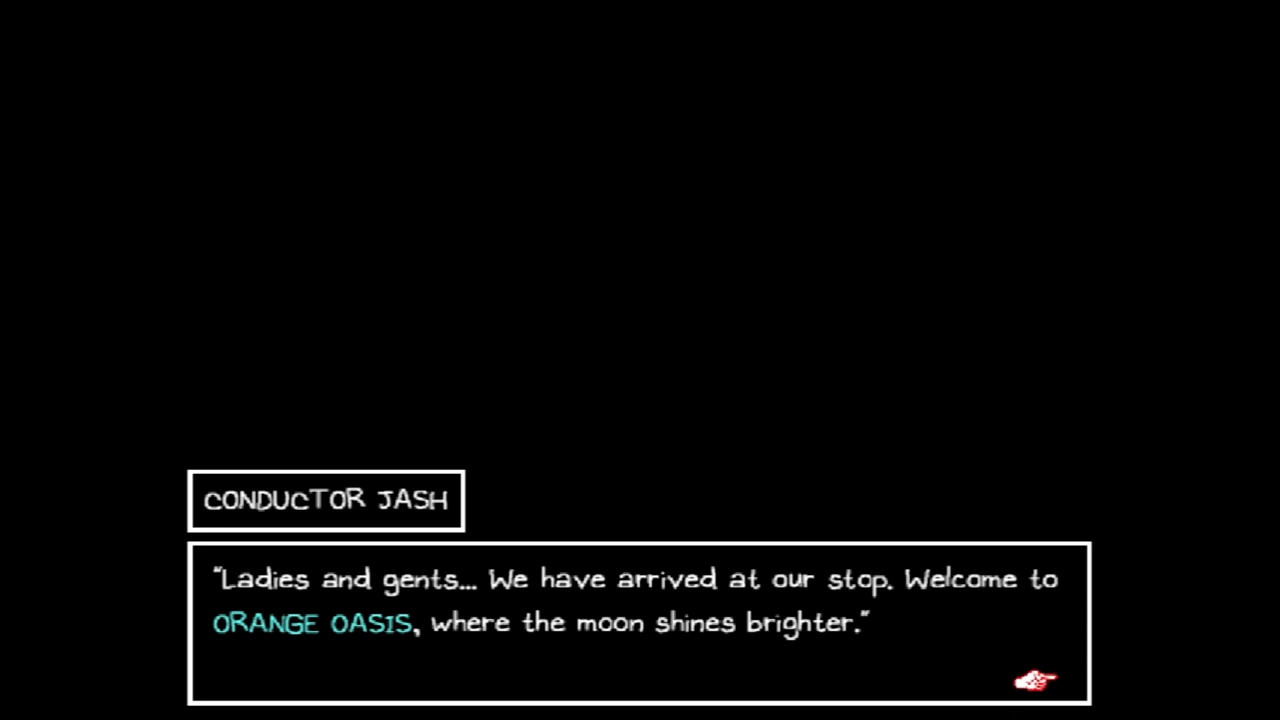 CONDUCTOR JASH
"Ladies and gents... We have arrived at our stop. Welcome to
ORANGE OASIS, where the moon shines brighter."